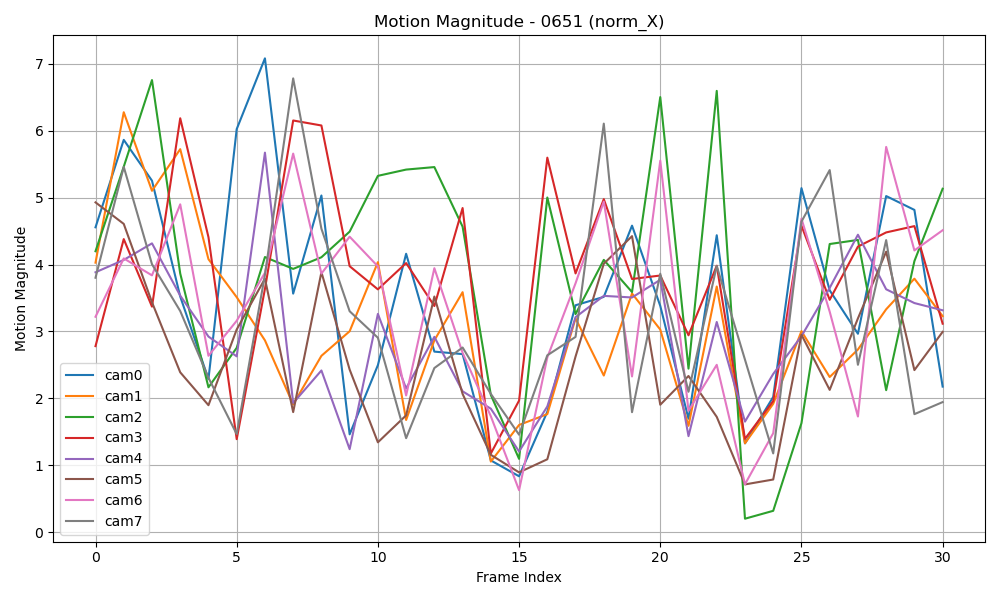 Motion Magnitude - 0651 (norm_X)
Motion Magnitude
7
6
5
4
3
2
1
0
cam0
cam1
cam2
cam3
cam4
cam5
cam6
cam7
0 5 10 15 20 25 30
Frame Index